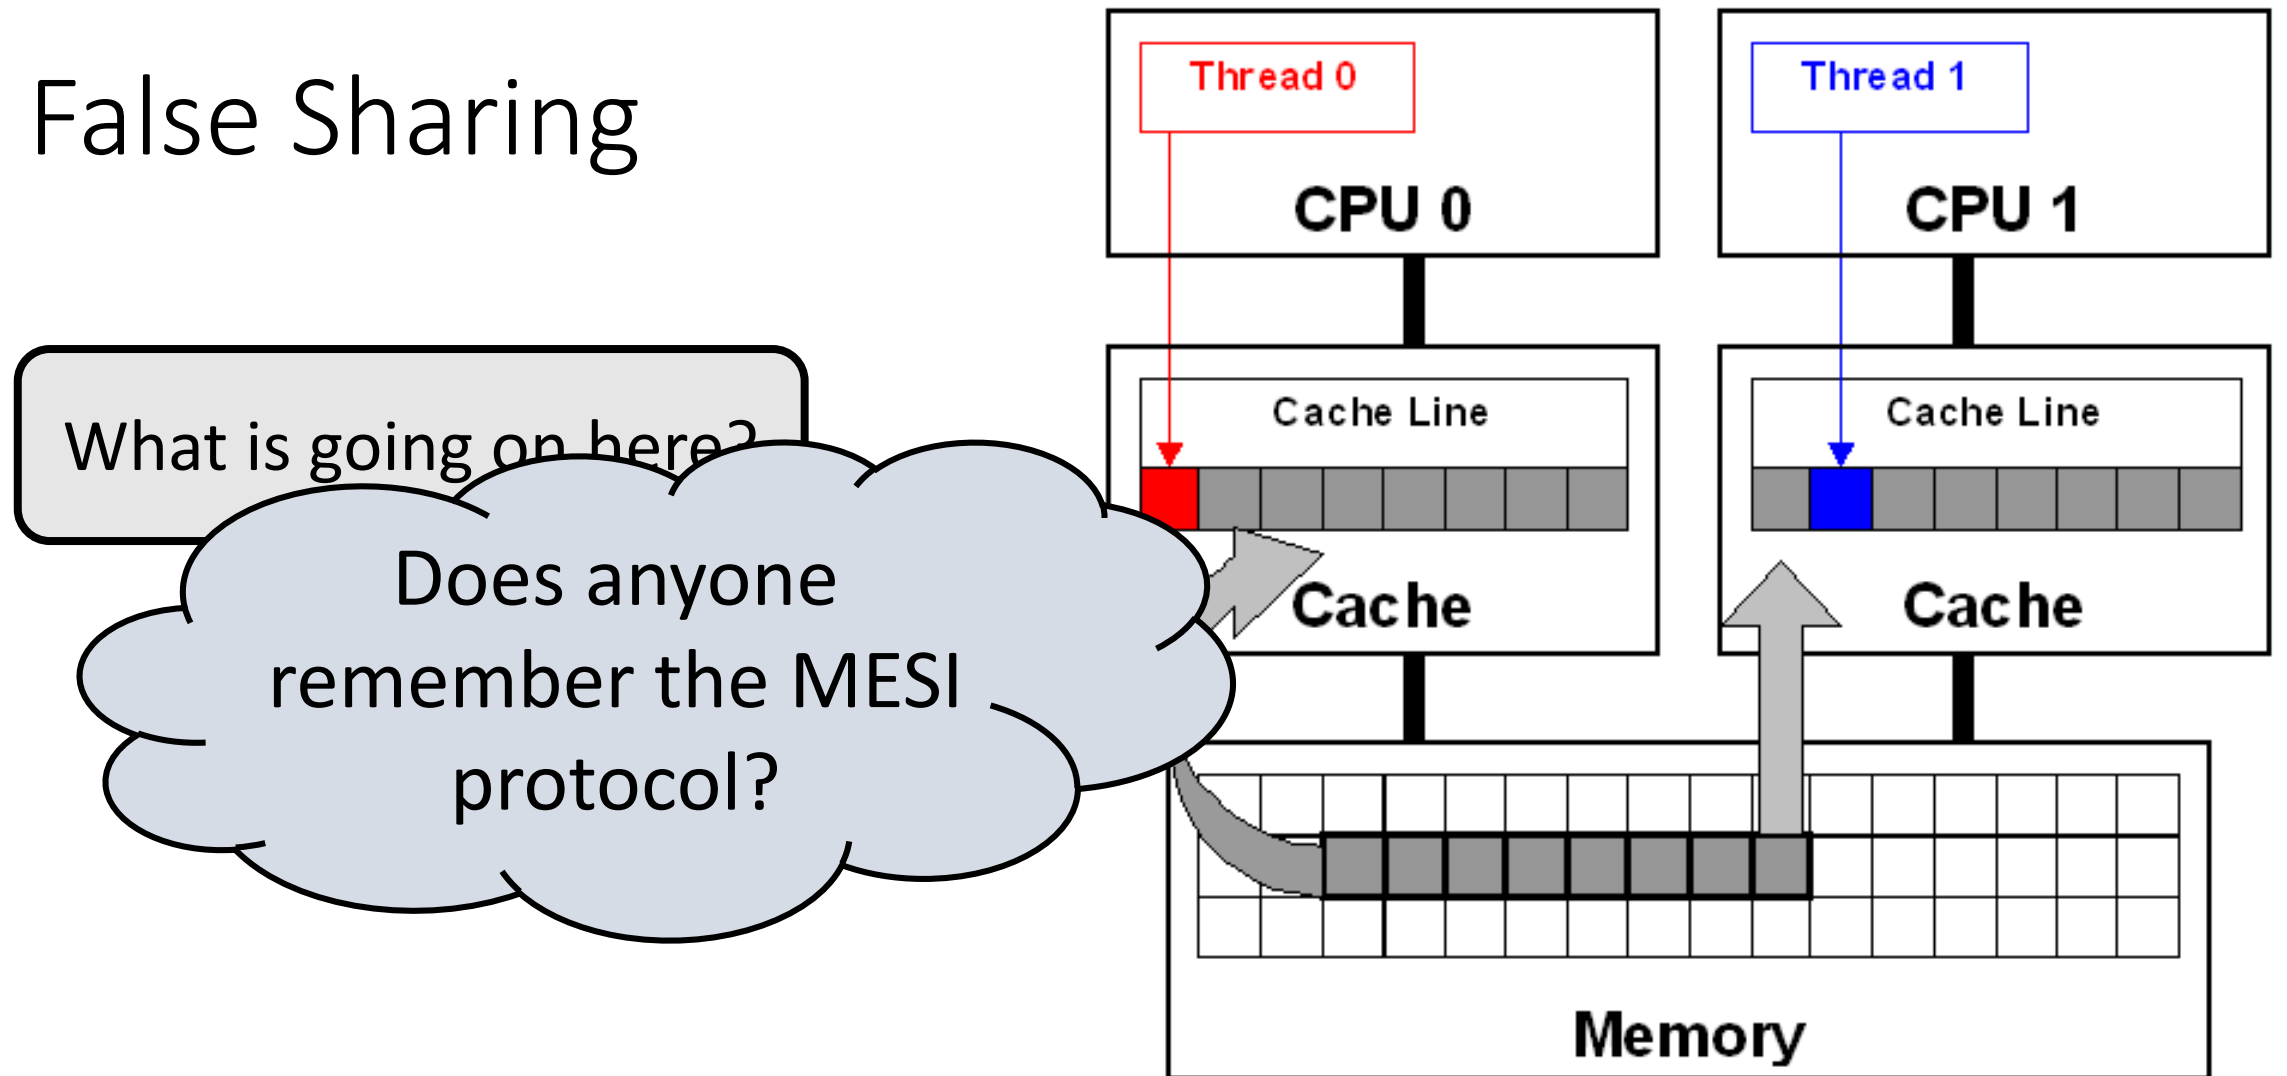 False Sharing
What is going on here?
Does anyone
remember the MESI
protocol?
Thread 0
CPU 0
Thread 1
CPU 1
Cache Line
Cache
Cache Line
Cache
Memory